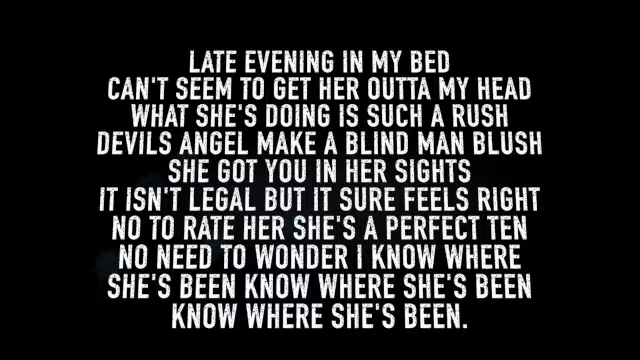 LATE EVENING IN MY BED
CAN'T SEEM TO GET HER OUTTA MY HEAD
WHAT SHE'S DOING IS SUCH A RUSH
DEVILS ANGEL MAKE A BLIND MAN BLUSH
SHE GOT YOU IN HER SIGHTS
IT ISN'T LEGAL BUT IT SURE FEELS RIGHT
NO TO RATE HER SHE'S A PERFECT TEN
NO NEED TO WONDER I KNOW WHERE
SHE'S BEEN KNOW WHERE SHE'S BEEN
KNOW WHERE SHE'S BEEN.